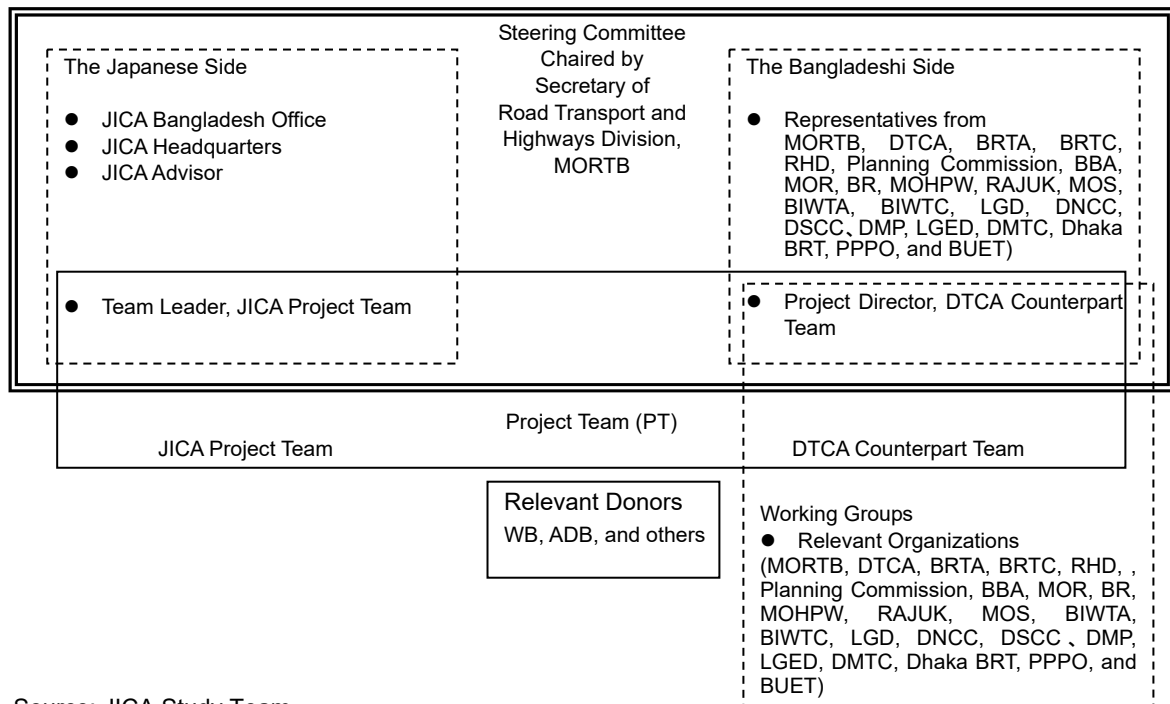 Steering Committee
Chaired by
Secretary of
Road Transport and
Highways Division,
MORTB
The Japanese Side
● JICA Bangladesh Office
● JICA Headquarters
● JICA Advisor
● Team Leader, JICA Project Team
The Bangladeshi Side
● Representatives from
MORTB, DTCA, BRTA, BRTC,
RHD, Planning Commission, BBA,
MOR, BR, MOHPW, RAJUK, MOS,
BIWTA, BIWTC, LGD, DNCC,
DSCC、DMP, LGED, DMTC, Dhaka
BRT, PPPO, and BUET)
● Project Director, DTCA Counterpart
Team
Project Team (PT)
JICA Project Team
DTCA Counterpart Team
Relevant Donors
WB, ADB, and others
Working Groups
● Relevant Organizations
(MORTB, DTCA, BRTA, BRTC, RHD, ,
Planning Commission, BBA, MOR, BR,
MOHPW, RAJUK, MOS, BIWTA,
BIWTC, LGD, DNCC, DSCC 、DMP,
LGED, DMTC, Dhaka BRT, PPPO, and
BUET)
Source: JICA Study Team